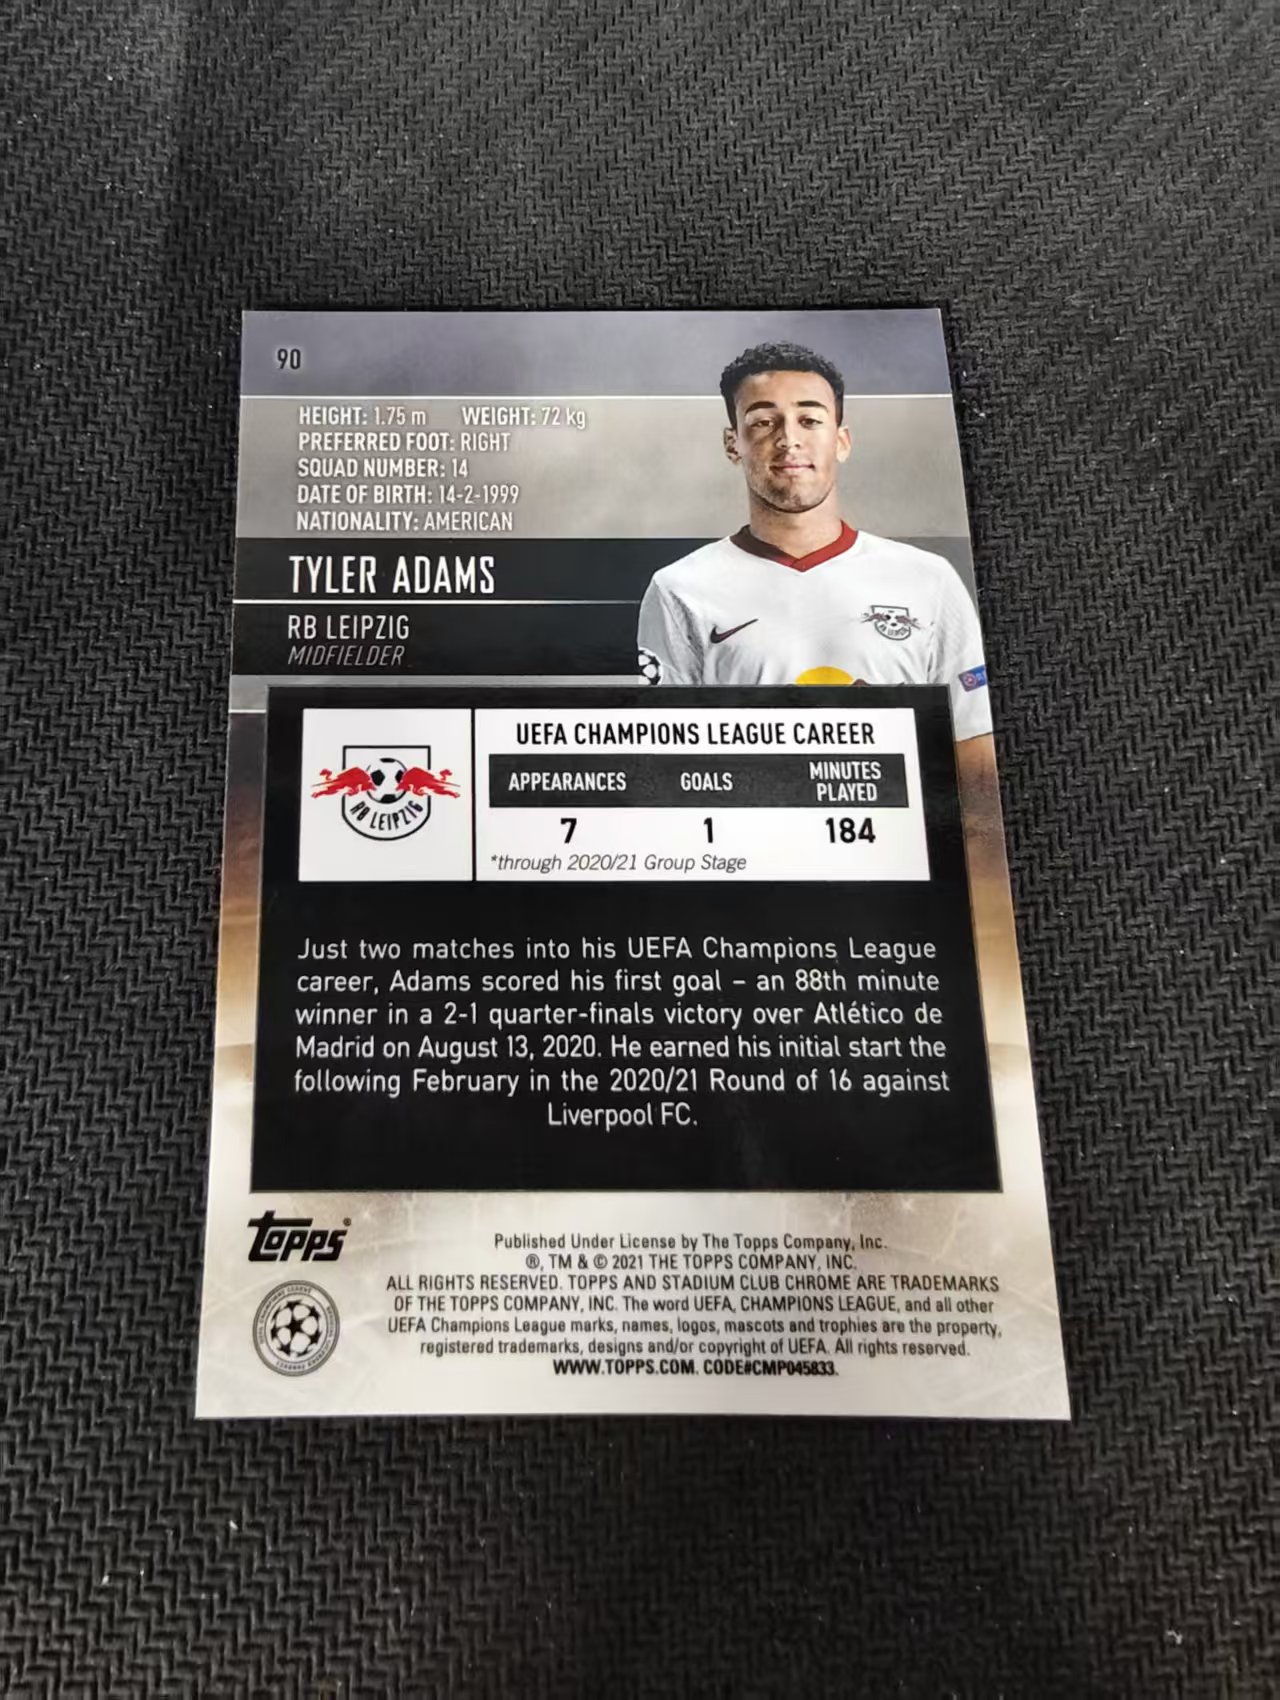 90
HEIGHT: 1.75 m WEIGHT: 72 kg
PREFERRED FOOT: RIGHT
SQUAD NUMBER: 14
DATE OF BIRTH: 14-2-1999
NATIONALITY: AMERICAN
TYLER ADAMS
RB LEIPZIG
MIDFIELDER
RB LEIPZIG
RB LEIPZIG
UEFA CHAMPIONS LEAGUE CAREER
APPEARANCES GOALS MINUTES PLAYED
7 1 184
*through 2020/21 Group Stage
Just two matches into his UEFA Champions League
career, Adams scored his first goal – an 88th minute
winner in a 2-1 quarter-finals victory over Atlético de
Madrid on August 13, 2020. He earned his initial start the
following February in the 2020/21 Round of 16 against
Liverpool FC.
Topps®
Published Under License by The Topps Company, Inc.
®, TM & © 2021 THE TOPPS COMPANY, INC.
ALL RIGHTS RESERVED. TOPPS AND STADIUM CLUB CHROME ARE TRADEMARKS
OF THE TOPPS COMPANY, INC. The word UEFA, CHAMPIONS LEAGUE, and all other
UEFA Champions League marks, names, logos, mascots and trophies are the property,
registered trademarks, designs and/or copyright of UEFA. All rights reserved.
WWW.TOPPS.COM. CODE#CMP045833.